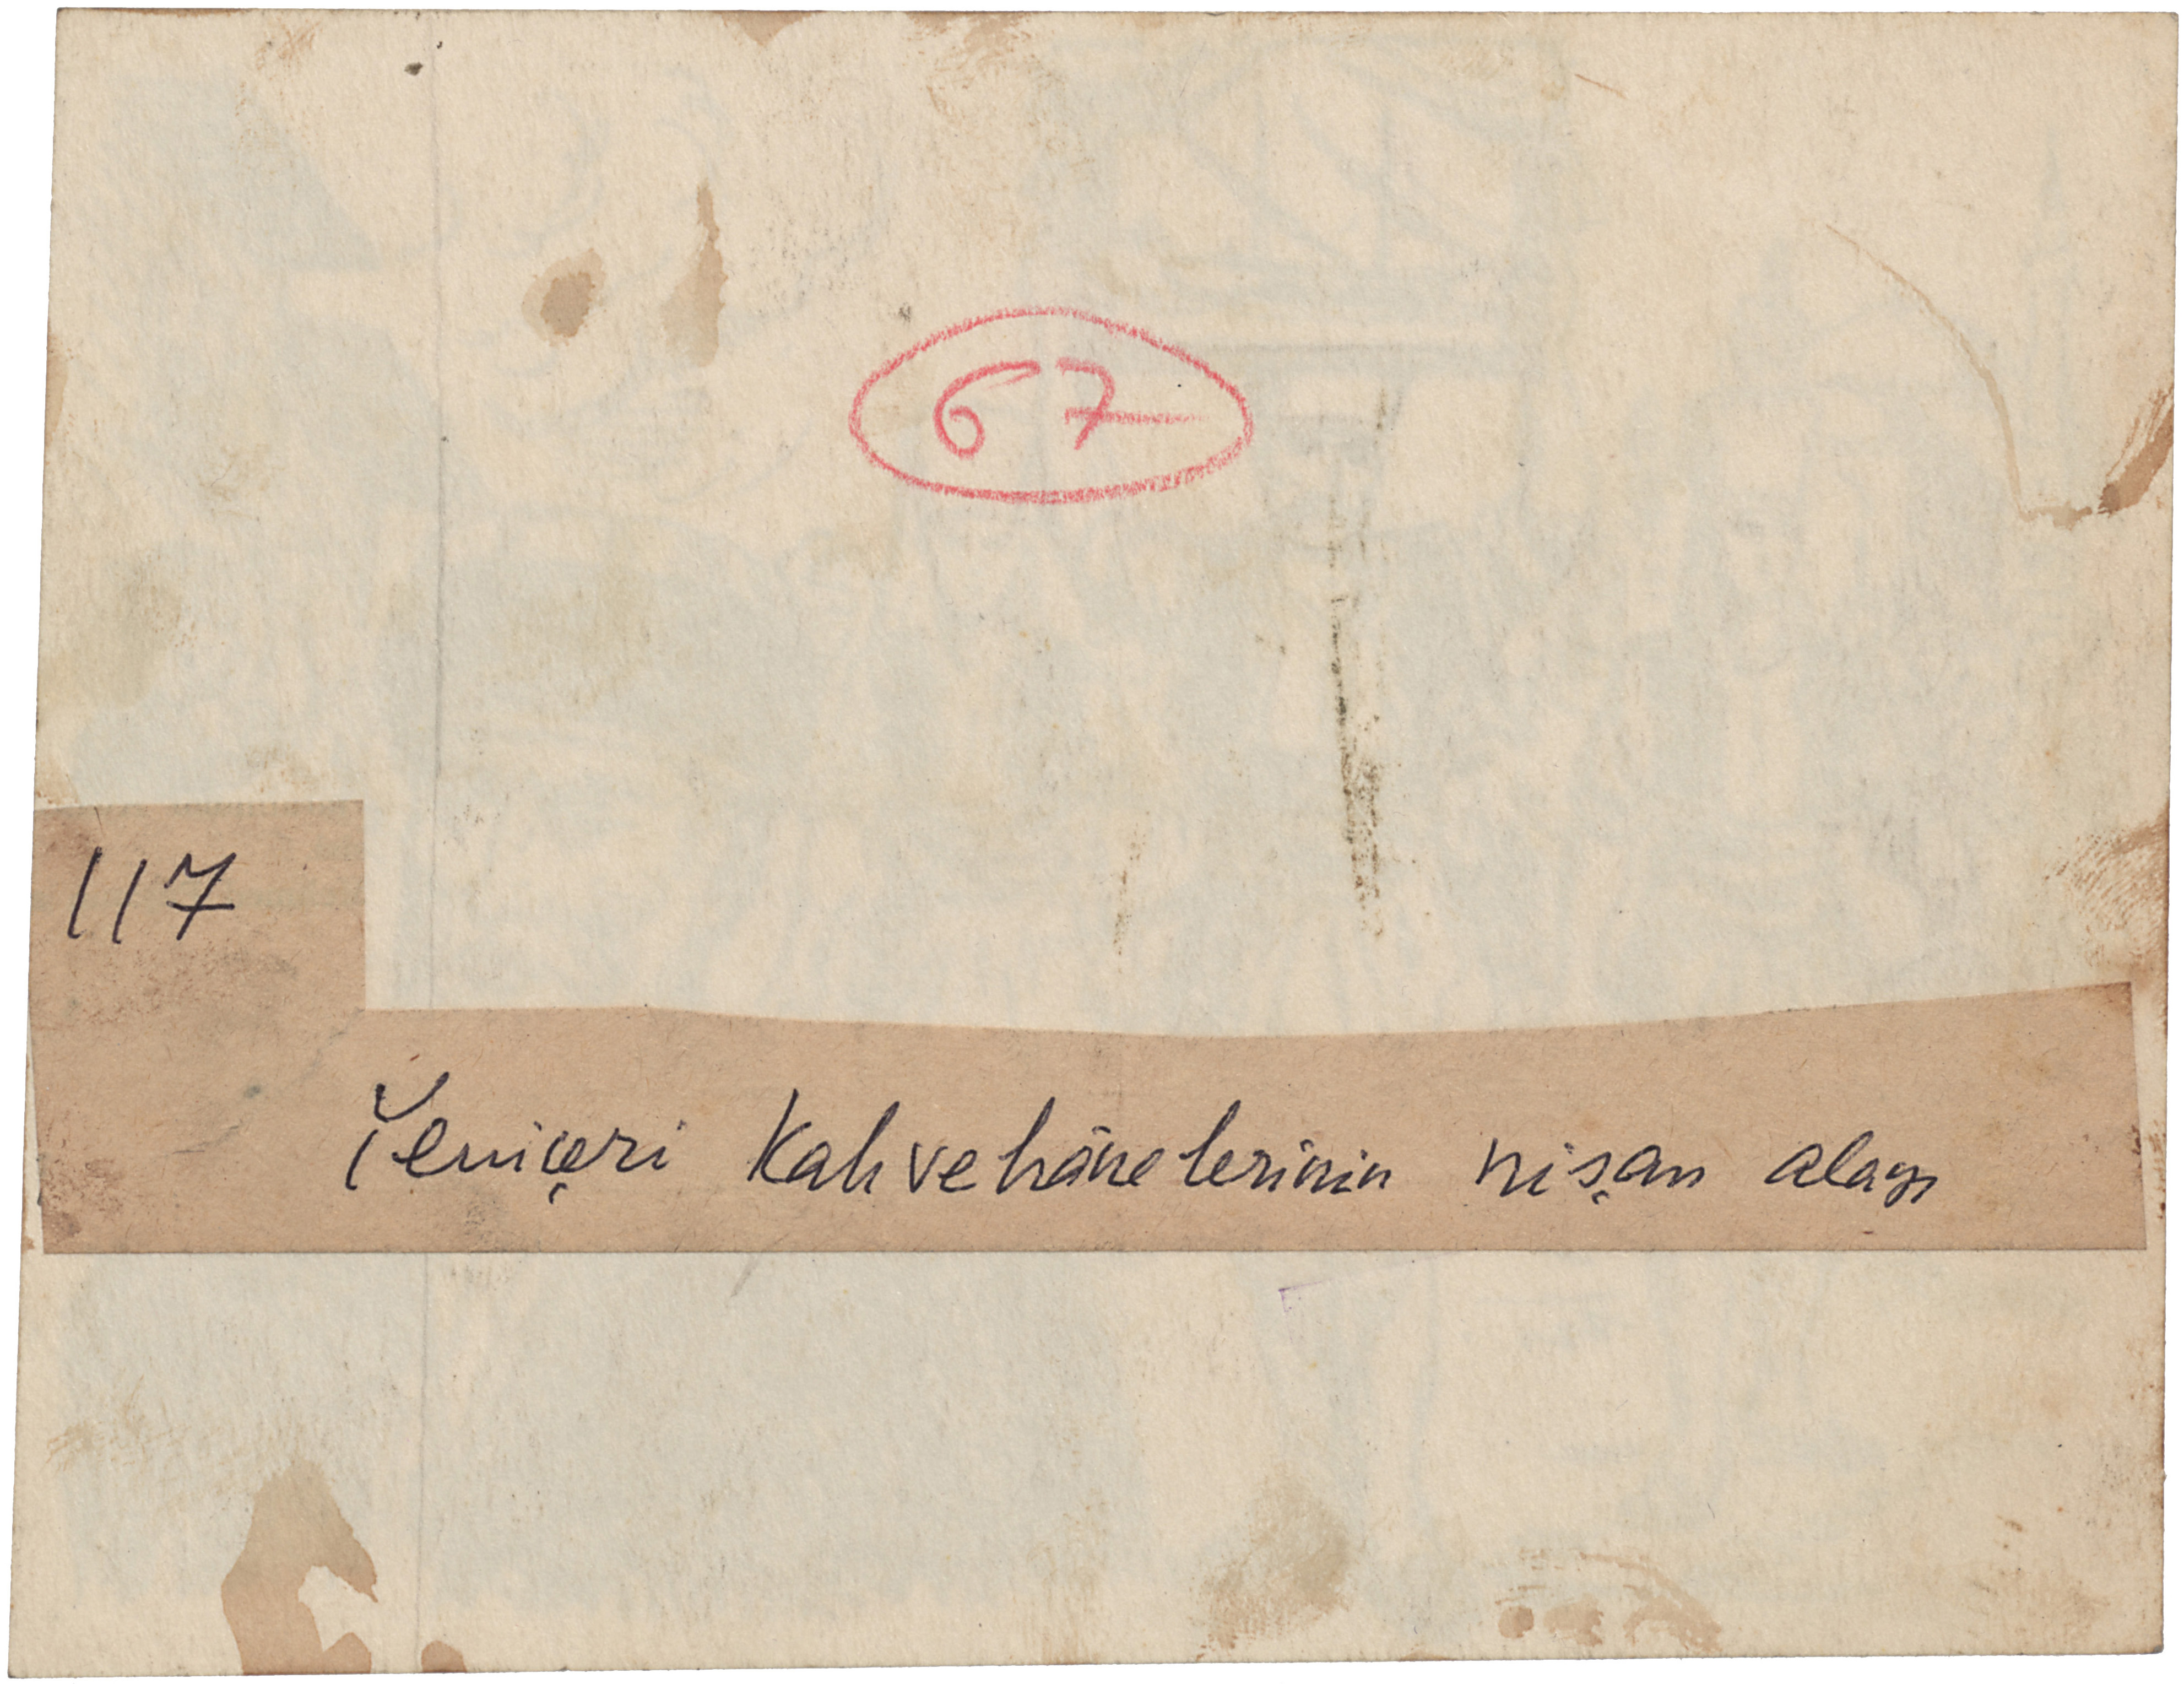 67
117
Yeniçeri Kahvehânelerinin nişan alayı